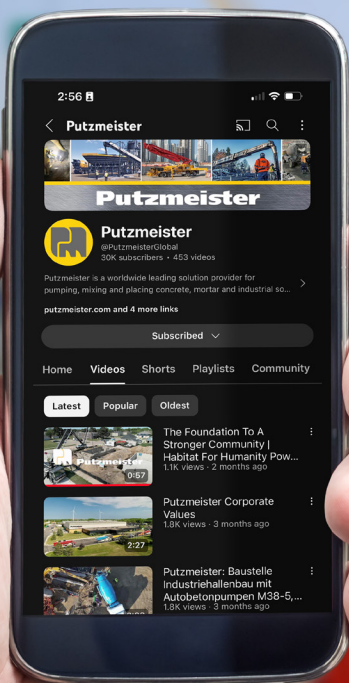 2:56
Putzmeister
Putzmeister
Putzmeister
@PutzmeisterGlobal
30K subscribers • 453 videos
Putzmeister is a worldwide leading solution provider for
pumping, mixing and placing concrete, mortar and industrial so...
putzmeister.com and 4 more links
Subscribed
Home Videos Shorts Playlists Community
Latest Popular Oldest
Putzmeister
0:57
The Foundation To A
Stronger Community |
Habitat For Humanity Pow...
1.1K views · 2 months ago
2:27
Putzmeister Corporate
Values
1.8K views · 3 months ago
Putzmeister: Baustelle
Industriehallenbau mit
Autobetonpumpen M38-5,...
1.8K views · 3 months ago